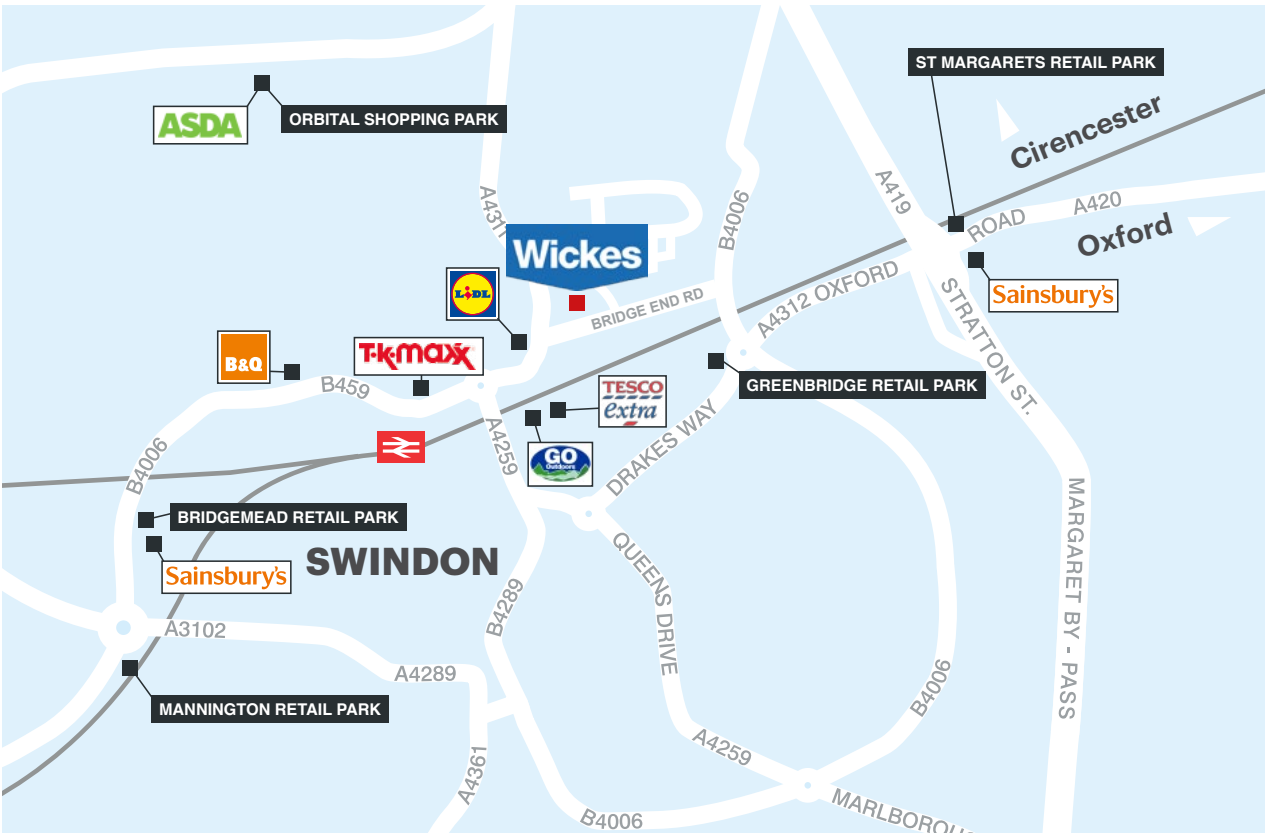 ST MARGARETS RETAIL PARK
ASDA
ORBITAL SHOPPING PARK
Cirencester
A419
A4311
B4006
ROAD
A420
Oxford
Wickes
LIDL
Sainsbury's
A4312 OXFORD
BRIDGE END RD
STRATTON ST.
B&Q
T·K·maxx
B459
GREENBRIDGE RETAIL PARK
TESCO
extra
A4259
DRAKES WAY
GO
Outdoors
B4006
BRIDGEMEAD RETAIL PARK
SWINDON
Sainsbury's
QUEENS DRIVE
MARGARET BY - PASS
B4289
A3102
A4289
B4006
MANNINGTON RETAIL PARK
A4259
A4361
B4006
MARLBOROU